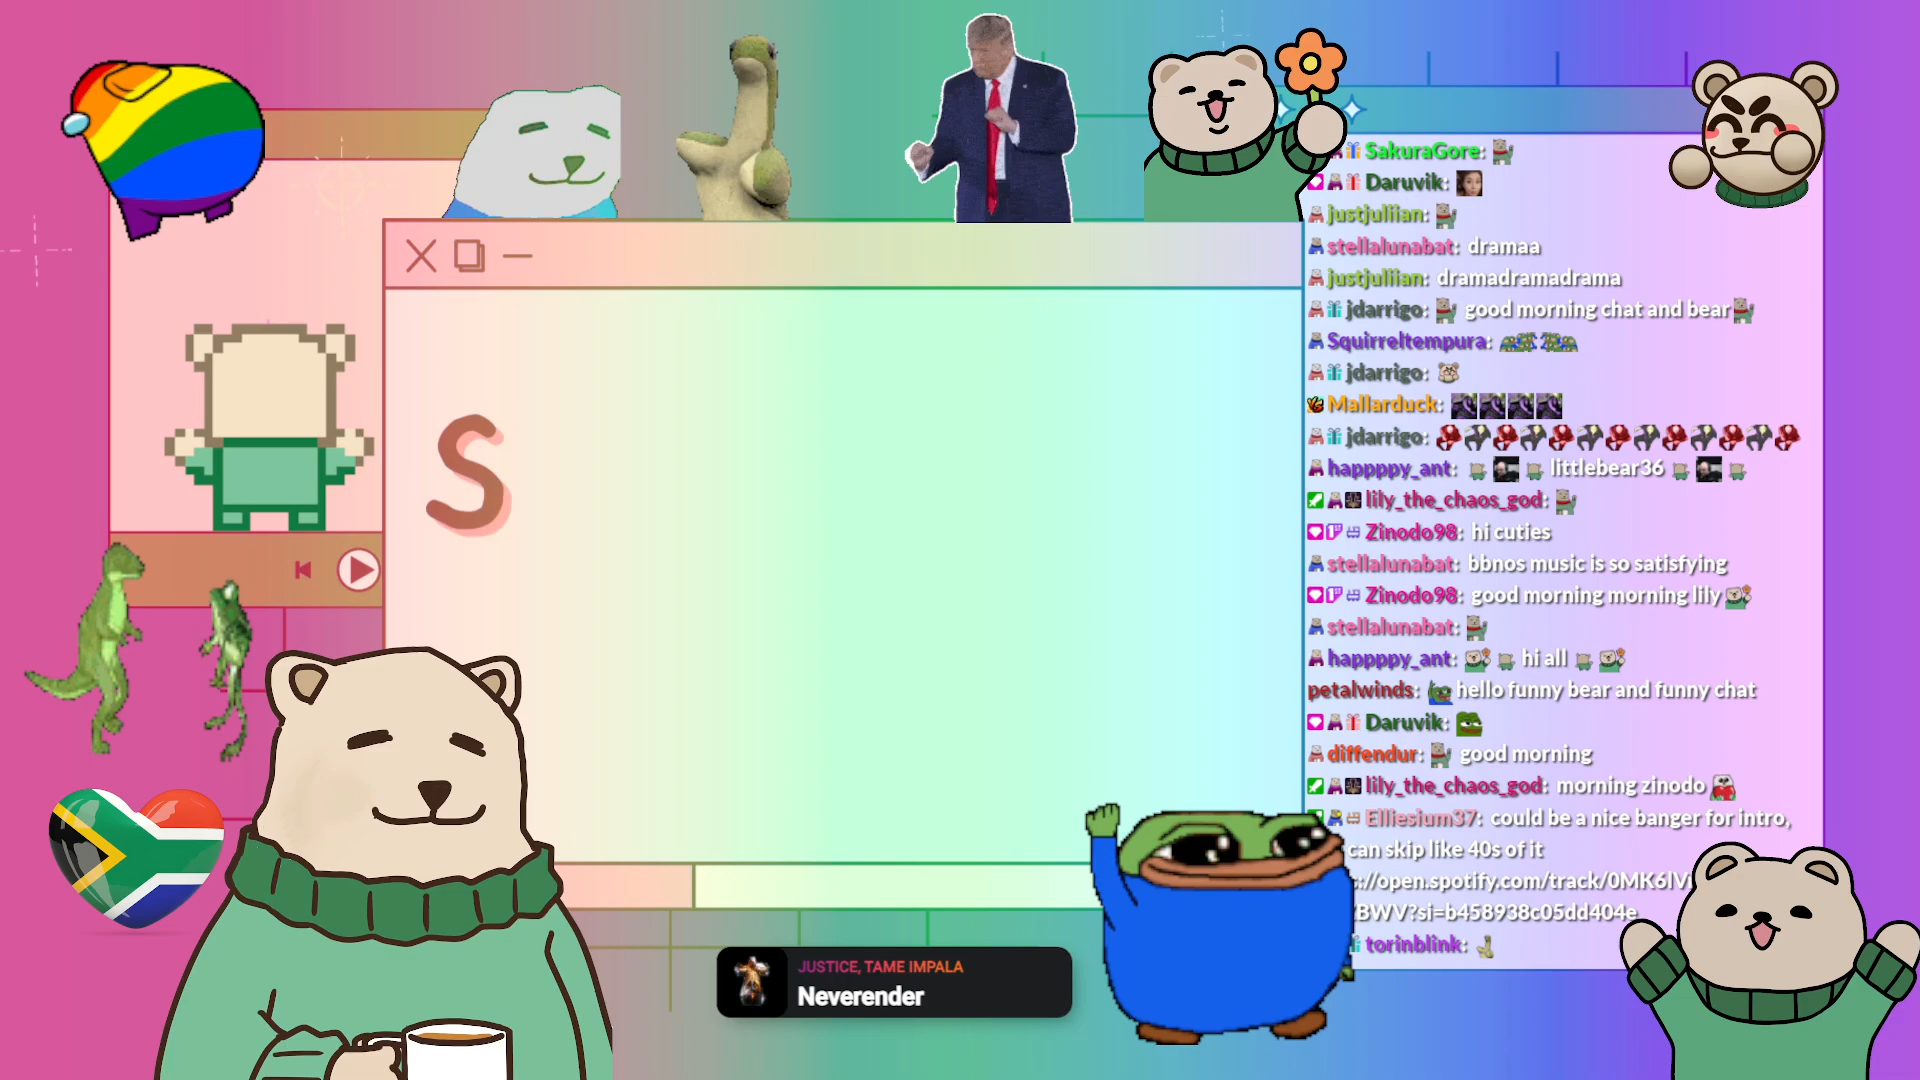 S
SakuraGore:
Daruvik:
justjuliian:
stellalunabat: dramaa
justjuliian: dramadramadrama
jdarrigo: good morning chat and bear
Squirreltempura:
jdarrigo:
Mallarduck:
jdarrigo:
happppy_ant: littlebear36
lily_the_chaos_god:
Zinodo98: hi cuties
stellalunabat: bbnos music is so satisfying
Zinodo98: good morning morning lily
stellalunabat:
happppy_ant: hi all
petalwinds: hello funny bear and funny chat
Daruvik:
diffendur: good morning
lily_the_chaos_god: morning zinodo
Elliesium37: could be a nice banger for intro,
can skip like 40s of it
://open.spotify.com/track/0MK6lV
BWV?si=b458938c05dd404e
torinblink:
JUSTICE, TAME IMPALA
Neverender